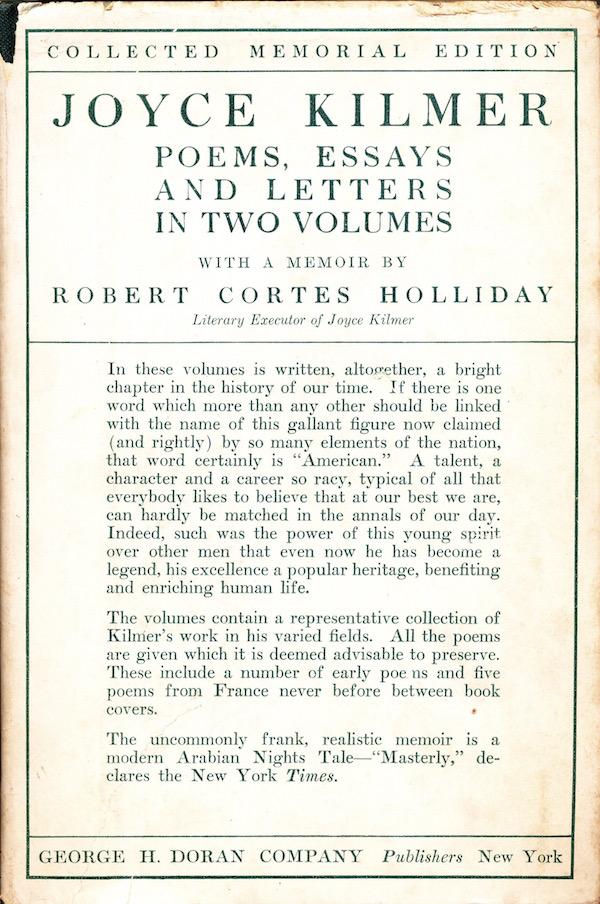 COLLECTED MEMORIAL EDITION
JOYCE KILMER
POEMS, ESSAYS
AND LETTERS
IN TWO VOLUMES
WITH A MEMOIR BY
ROBERT CORTES HOLLIDAY
Literary Executor of Joyce Kilmer
In these volumes is written, altogether, a bright
chapter in the history of our time. If there is one
word which more than any other should be linked
with the name of this gallant figure now claimed
(and rightly) by so many elements of the nation,
that word certainly is “American.” A talent, a
character and a career so racy, typical of all that
everybody likes to believe that at our best we are,
can hardly be matched in the annals of our day.
Indeed, such was the power of this young spirit
over other men that even now he has become a
legend, his excellence a popular heritage, benefiting
and enriching human life.
The volumes contain a representative collection of
Kilmer’s work in his varied fields. All the poems
are given which it is deemed advisable to preserve.
These include a number of early poems and five
poems from France never before between book
covers.
The uncommonly frank, realistic memoir is a
modern Arabian Nights Tale—“Masterly,” de-
clares the New York Times.
GEORGE H. DORAN COMPANY Publishers New York